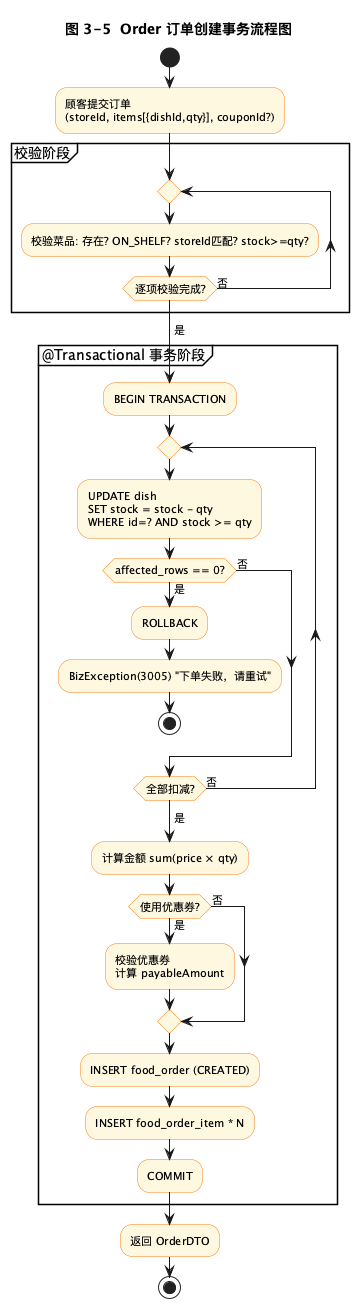 图 3-5 Order 订单创建事务流程图
顾客提交订单
(storeId, items[{dishId,qty}], couponId?)
校验阶段
校验菜品: 存在? ON_SHELF? storeId匹配? stock>=qty?
逐项校验完成?
否
是
@Transactional 事务阶段
BEGIN TRANSACTION
UPDATE dish
SET stock = stock - qty
WHERE id=? AND stock >= qty
affected_rows == 0?
否
是
ROLLBACK
BizException(3005) "下单失败，请重试"
全部扣减?
否
是
计算金额 sum(price × qty)
使用优惠券?
否
是
校验优惠券
计算 payableAmount
INSERT food_order (CREATED)
INSERT food_order_item * N
COMMIT
返回 OrderDTO